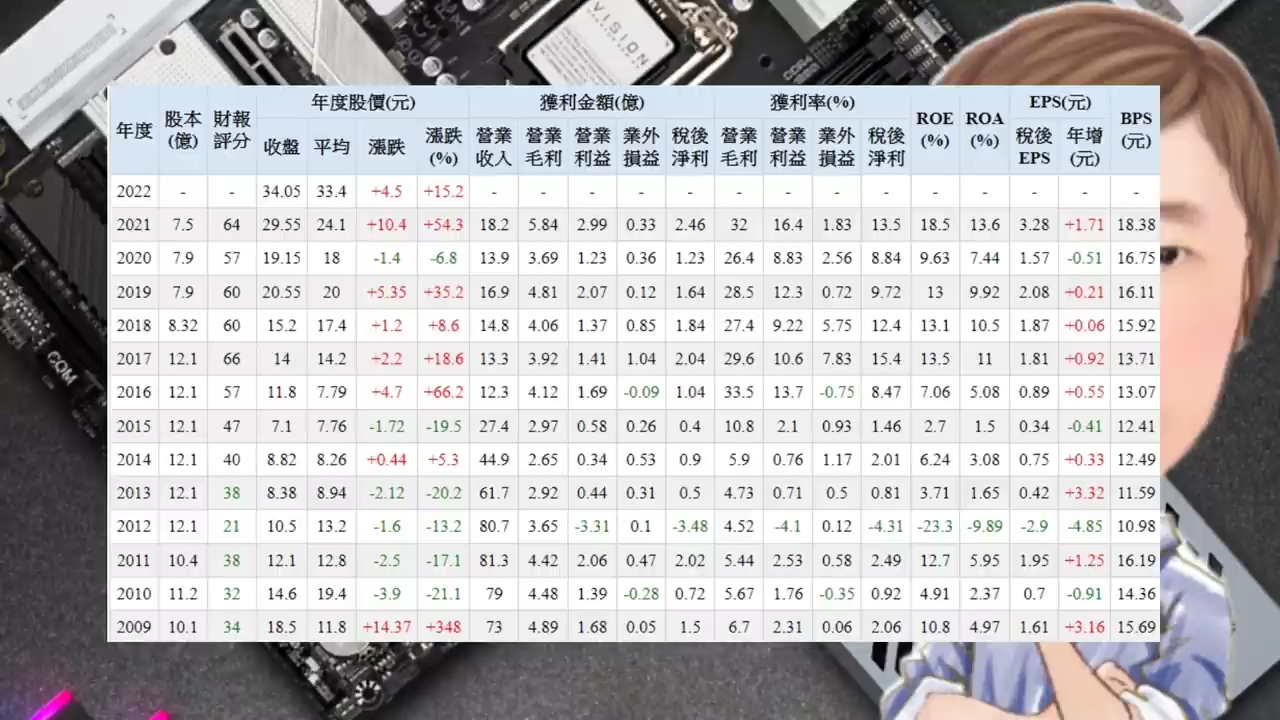 VISION
COM
年度 股本(億) 財報評分 年度股價(元) 獲利金額(億) 獲利率(%) ROE(%) ROA(%) EPS(元) BPS(元)
收盤 平均 漲跌 漲跌(%) 營業收入 營業毛利 營業利益 業外損益 稅後淨利 營業毛利 營業利益 業外損益 稅後淨利 稅後EPS 年增(元)
2022 - - 34.05 33.4 +4.5 +15.2 - - - - - - - - - - - - - -
2021 7.5 64 29.55 24.1 +10.4 +54.3 18.2 5.84 2.99 0.33 2.46 32 16.4 1.83 13.5 18.5 13.6 3.28 +1.71 18.38
2020 7.9 57 19.15 18 -1.4 -6.8 13.9 3.69 1.23 0.36 1.23 26.4 8.83 2.56 8.84 9.63 7.44 1.57 -0.51 16.75
2019 7.9 60 20.55 20 +5.35 +35.2 16.9 4.81 2.07 0.12 1.64 28.5 12.3 0.72 9.72 13 9.92 2.08 +0.21 16.11
2018 8.32 60 15.2 17.4 +1.2 +8.6 14.8 4.06 1.37 0.85 1.84 27.4 9.22 5.75 12.4 13.1 10.5 1.87 +0.06 15.92
2017 12.1 66 14 14.2 +2.2 +18.6 13.3 3.92 1.41 1.04 2.04 29.6 10.6 7.83 15.4 13.5 11 1.81 +0.92 13.71
2016 12.1 57 11.8 7.79 +4.7 +66.2 12.3 4.12 1.69 -0.09 1.04 33.5 13.7 -0.75 8.47 7.06 5.08 0.89 +0.55 13.07
2015 12.1 47 7.1 7.76 -1.72 -19.5 27.4 2.97 0.58 0.26 0.4 10.8 2.1 0.93 1.46 2.7 1.5 0.34 -0.41 12.41
2014 12.1 40 8.82 8.26 +0.44 +5.3 44.9 2.65 0.34 0.53 0.9 5.9 0.76 1.17 2.01 6.24 3.08 0.75 +0.33 12.49
2013 12.1 38 8.38 8.94 -2.12 -20.2 61.7 2.92 0.44 0.31 0.5 4.73 0.71 0.5 0.81 3.71 1.65 0.42 +3.32 11.59
2012 12.1 21 10.5 13.2 -1.6 -13.2 80.7 3.65 -3.31 0.1 -3.48 4.52 -4.1 0.12 -4.31 -23.3 -9.89 -2.9 -4.85 10.98
2011 10.4 38 12.1 12.8 -2.5 -17.1 81.3 4.42 2.06 0.47 2.02 5.44 2.53 0.58 2.49 12.7 5.95 1.95 +1.25 16.19
2010 11.2 32 14.6 19.4 -3.9 -21.1 79 4.48 1.39 -0.28 0.72 5.67 1.76 -0.35 0.92 4.91 2.37 0.7 -0.91 14.36
2009 10.1 34 18.5 11.8 +14.37 +348 73 4.89 1.68 0.05 1.5 6.7 2.31 0.06 2.06 10.8 4.97 1.61 +3.16 15.69